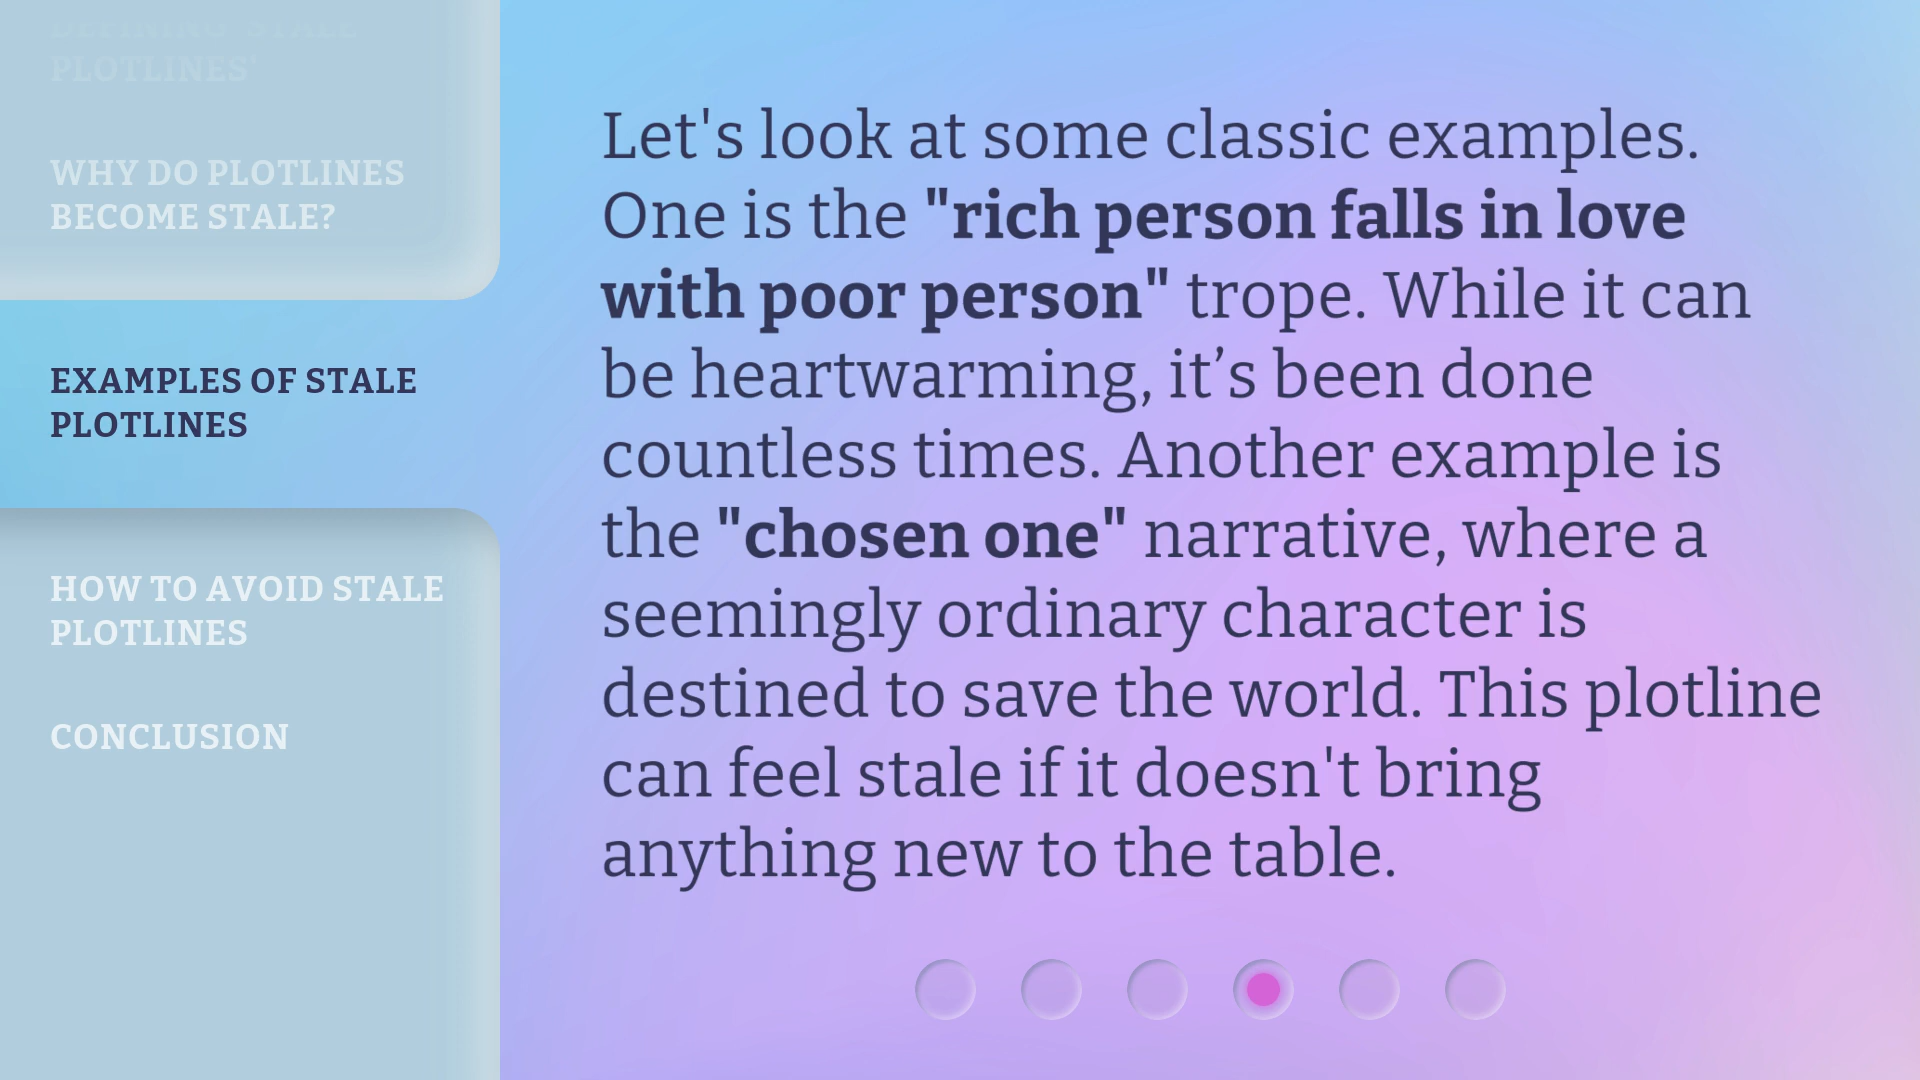 DEFINING 'STALE
PLOTLINES'
WHY DO PLOTLINES
BECOME STALE?
EXAMPLES OF STALE
PLOTLINES
HOW TO AVOID STALE
PLOTLINES
CONCLUSION
Let's look at some classic examples.
One is the "rich person falls in love
with poor person" trope. While it can
be heartwarming, it’s been done
countless times. Another example is
the "chosen one" narrative, where a
seemingly ordinary character is
destined to save the world. This plotline
can feel stale if it doesn't bring
anything new to the table.